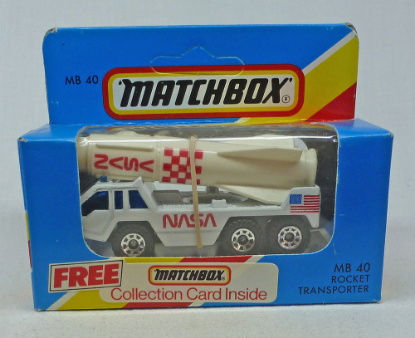 MB 40
MATCHBOX
NASA
NASA
FREE
MATCHBOX
Collection Card Inside
MB 40
ROCKET
TRANSPORTER